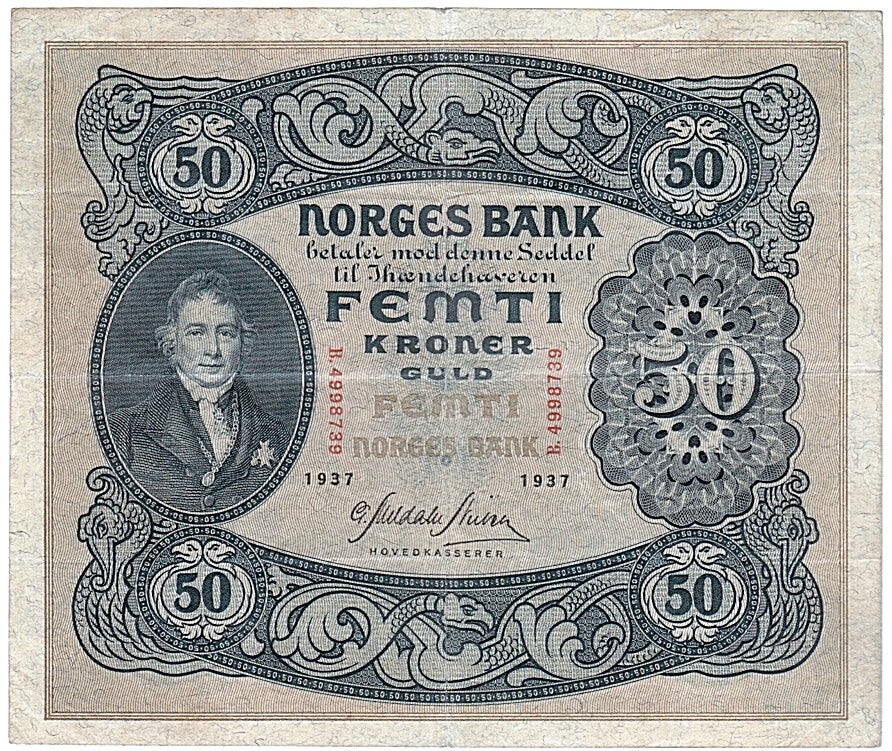 50
50
NORGES BANK
betaler mod denne Seddel
til Ihændehaveren
FEMTI
KRONER
GULD
FEMTI
NORGES BANK
B.4998739
B.4998739
50
1937
1937
HOVEDKASSERER
50
50